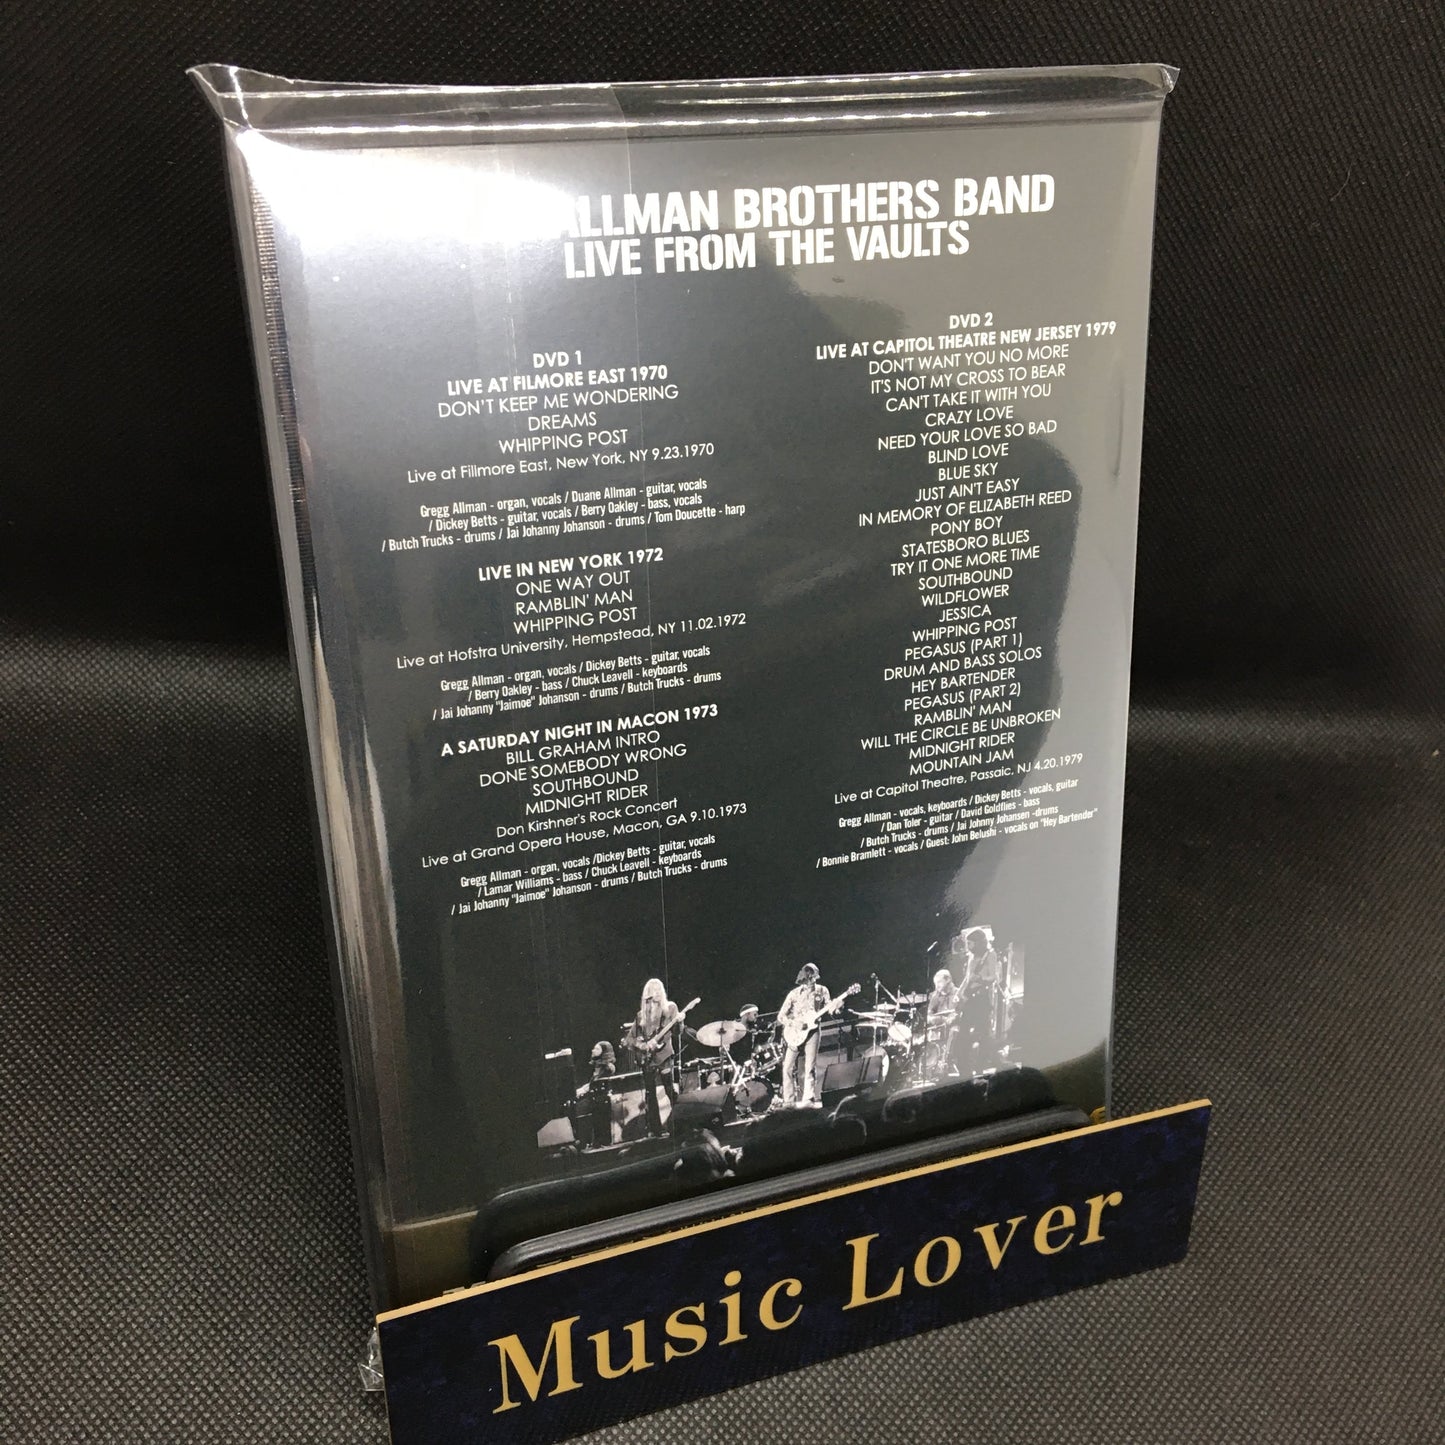 ALLMAN BROTHERS BAND
LIVE FROM THE VAULTS
DVD 1
LIVE AT FILMORE EAST 1970
DON'T KEEP ME WONDERING
DREAMS
WHIPPING POST
Live at Fillmore East, New York, NY 9.23.1970
Gregg Allman - organ, vocals / Duane Allman - guitar, vocals
/ Dickey Betts - guitar, vocals / Berry Oakley - bass, vocals
/ Butch Trucks - drums / Jai Johanny Johanson - drums / Tom Doucette - harp
LIVE IN NEW YORK 1972
ONE WAY OUT
RAMBLIN' MAN
WHIPPING POST
Live at Hofstra University, Hempstead, NY 11.02.1972
Gregg Allman - organ, vocals / Dickey Betts - guitar, vocals
/ Berry Oakley - bass / Chuck Leavell - keyboards
/ Jai Johanny "Jaimoe" Johanson - drums / Butch Trucks - drums
A SATURDAY NIGHT IN MACON 1973
BILL GRAHAM INTRO
DONE SOMEBODY WRONG
SOUTHBOUND
MIDNIGHT RIDER
Don Kirshner's Rock Concert
Live at Grand Opera House, Macon, GA 9.10.1973
Gregg Allman - organ, vocals /Dickey Betts - guitar, vocals
/ Lamar Williams - bass / Chuck Leavell - keyboards
/ Jai Johanny "Jaimoe" Johanson - drums / Butch Trucks - drums
DVD 2
LIVE AT CAPITOL THEATRE NEW JERSEY 1979
DON'T WANT YOU NO MORE
IT'S NOT MY CROSS TO BEAR
CAN'T TAKE IT WITH YOU
CRAZY LOVE
NEED YOUR LOVE SO BAD
BLIND LOVE
BLUE SKY
JUST AIN'T EASY
IN MEMORY OF ELIZABETH REED
PONY BOY
STATESBORO BLUES
TRY IT ONE MORE TIME
SOUTHBOUND
WILDFLOWER
JESSICA
WHIPPING POST
PEGASUS (PART 1)
DRUM AND BASS SOLOS
HEY BARTENDER
PEGASUS (PART 2)
RAMBLIN' MAN
WILL THE CIRCLE BE UNBROKEN
MIDNIGHT RIDER
MOUNTAIN JAM
Live at Capitol Theatre, Passaic, NJ 4.20.1979
Gregg Allman - vocals, keyboards / Dickey Betts - vocals, guitar
/ Dan Toler - guitar / David Goldflies - bass
/ Butch Trucks - drums / Jai Johnny Johansen -drums
/ Bonnie Bramlett - vocals / Guest: John Belushi - vocals on "Hey Bartender"
Music Lover